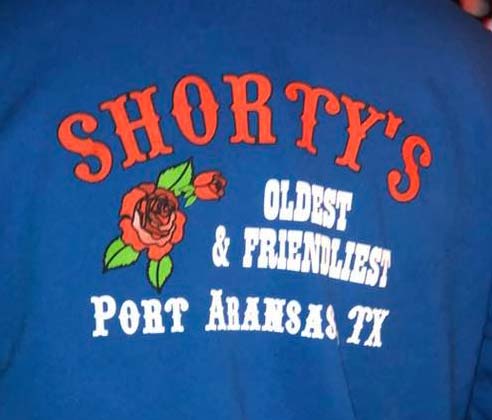 SHORTY'S
OLDEST
& FRIENDLIEST
PORT ARANSAS TX